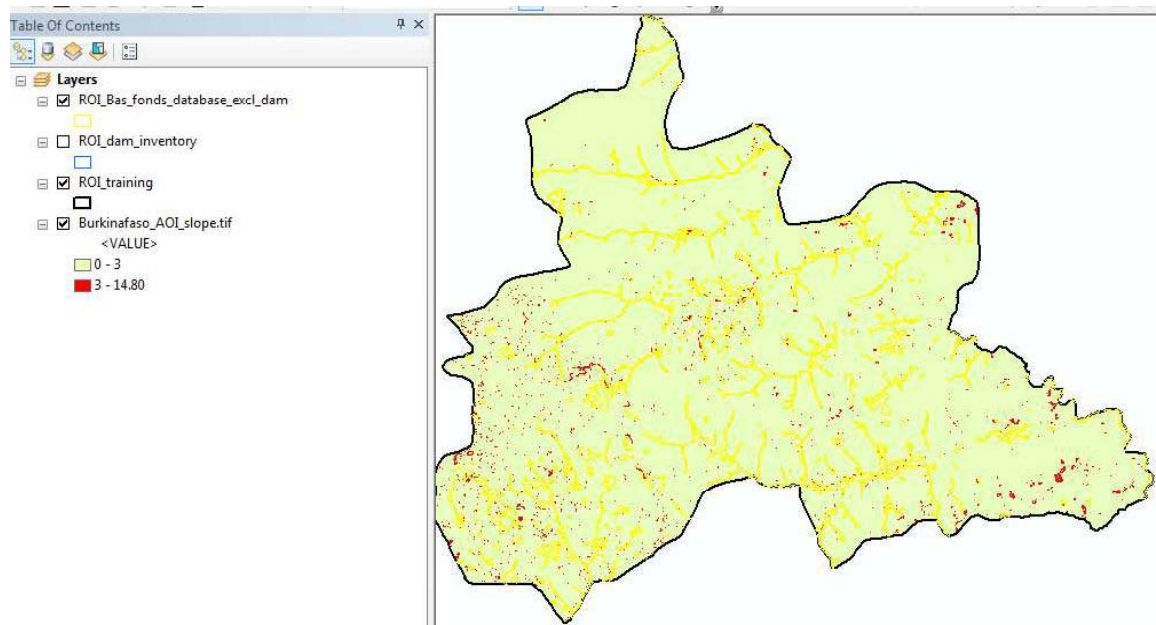 Table Of Contents
Layers
ROI_Bas_fonds_database_excl_dam
ROI_dam_inventory
ROI_training
Burkinafaso_AOI_slope.tif
<VALUE>
0 - 3
3 - 14.80